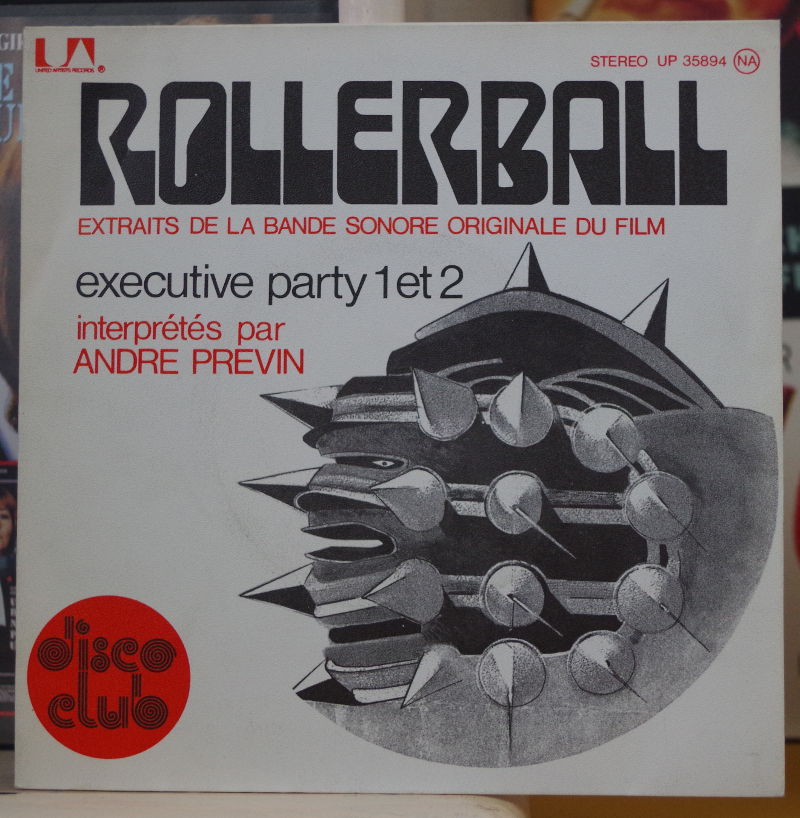 UNITED ARTISTS RECORDS ®
STEREO UP 35894 NA
ROLLERBALL
EXTRAITS DE LA BANDE SONORE ORIGINALE DU FILM
executive party 1 et 2
interprétés par
ANDRE PREVIN
disco
club